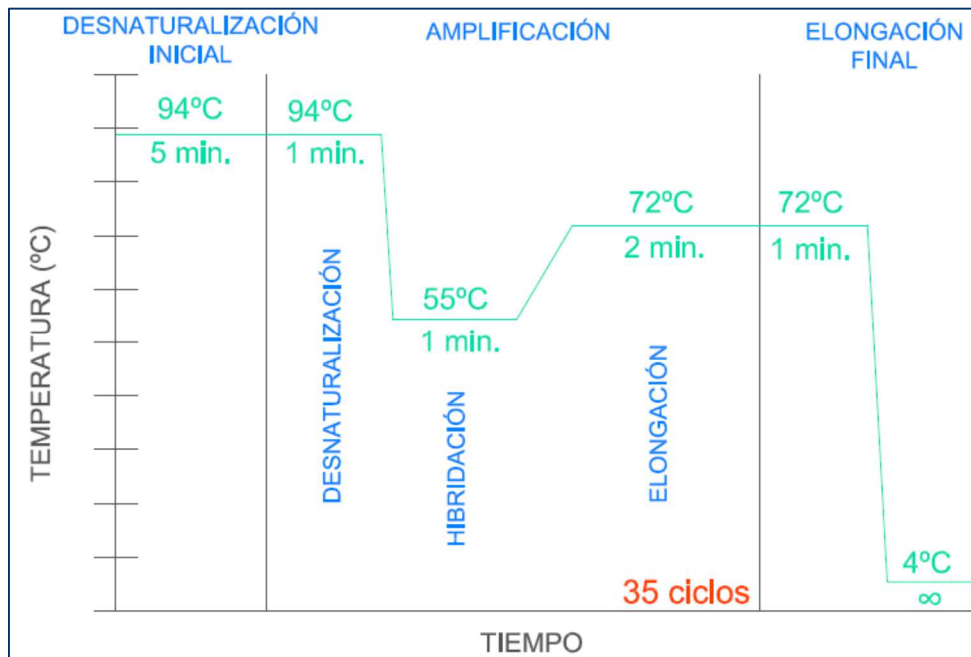 DESNATURALIZACIÓN
INICIAL
AMPLIFICACIÓN
ELONGACIÓN
FINAL
94ºC
5 min.
94ºC
1 min.
72ºC
2 min.
72ºC
1 min.
55ºC
1 min.
TEMPERATURA (ºC)
DESNATURALIZACIÓN
HIBRIDACIÓN
ELONGACIÓN
35 ciclos
4ºC
∞
TIEMPO